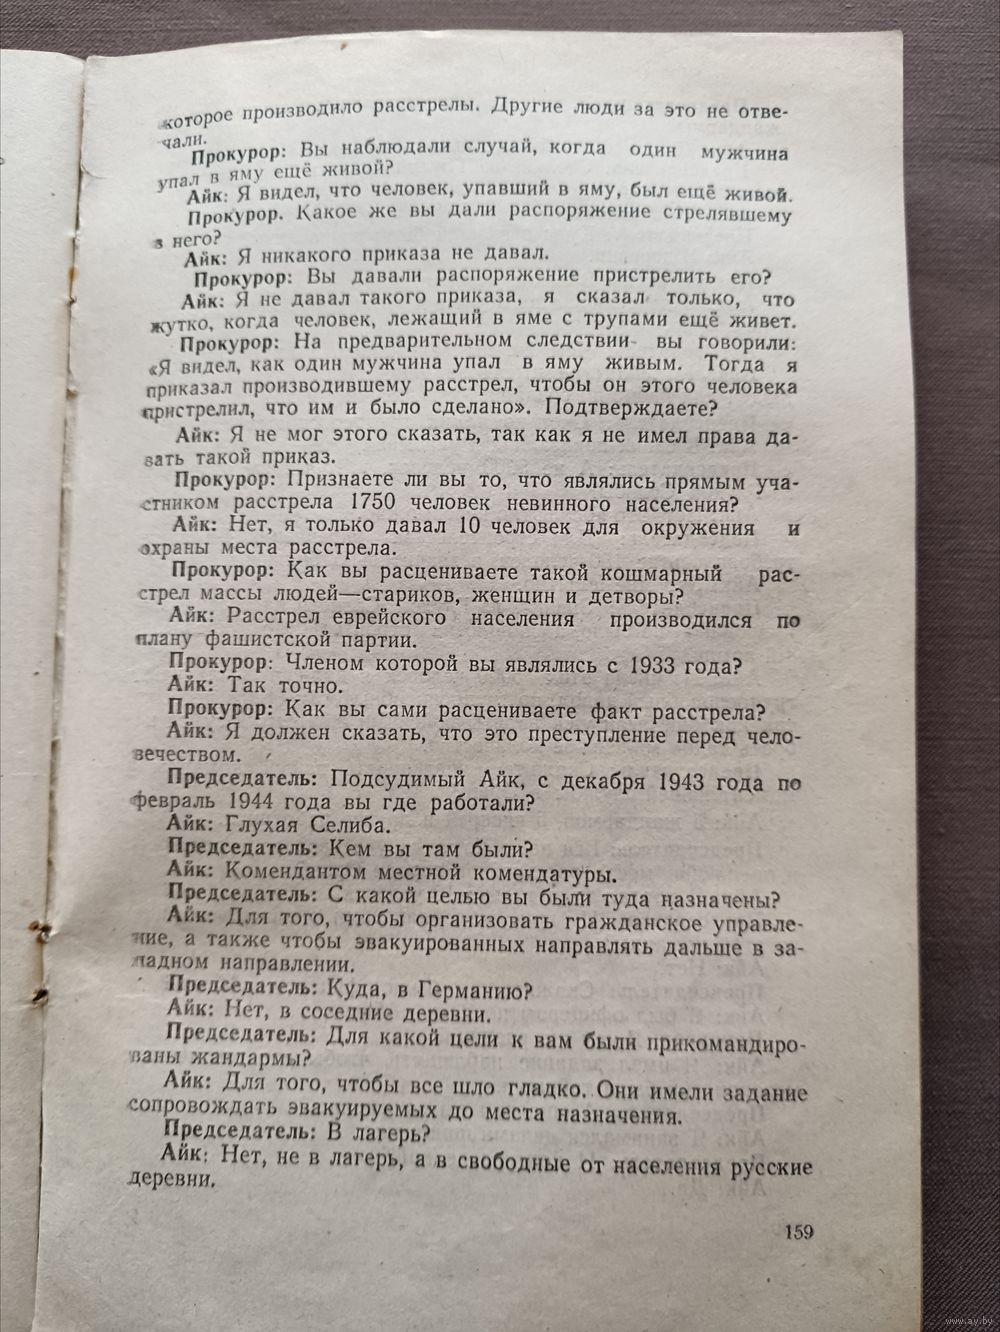 которое производило расстрелы. Другие люди за это не отве-
чали.
Прокурор: Вы наблюдали случай, когда один мужчина
упал в яму ещё живой?
Айк: Я видел, что человек, упавший в яму, был ещё живой.
Прокурор. Какое же вы дали распоряжение стрелявшему
в него?
Айк: Я никакого приказа не давал.
Прокурор: Вы давали распоряжение пристрелить его?
Айк: Я не давал такого приказа, я сказал только, что
жутко, когда человек, лежащий в яме с трупами ещё живет.
Прокурор: На предварительном следствии вы говорили:
«Я видел, как один мужчина упал в яму живым. Тогда я
приказал производившему расстрел, чтобы он этого человека
пристрелил, что им и было сделано». Подтверждаете?
Айк: Я не мог этого сказать, так как я не имел права да-
вать такой приказ.
Прокурор: Признаете ли вы то, что являлись прямым уча-
стником расстрела 1750 человек невинного населения?
Айк: Нет, я только давал 10 человек для окружения и
охраны места расстрела.
Прокурор: Как вы расцениваете такой кошмарный рас-
стрел массы людей—стариков, женщин и детворы?
Айк: Расстрел еврейского населения производился по
плану фашистской партии.
Прокурор: Членом которой вы являлись с 1933 года?
Айк: Так точно.
Прокурор: Как вы сами расцениваете факт расстрела?
Айк: Я должен сказать, что это преступление перед чело-
вечеством.
Председатель: Подсудимый Айк, с декабря 1943 года по
февраль 1944 года вы где работали?
Айк: Глухая Селиба.
Председатель: Кем вы там были?
Айк: Комендантом местной комендатуры.
Председатель: С какой целью вы были туда назначены?
Айк: Для того, чтобы организовать гражданское управле-
ние, а также чтобы эвакуированных направлять дальше в за-
падном направлении.
Председатель: Куда, в Германию?
Айк: Нет, в соседние деревни.
Председатель: Для какой цели к вам были прикомандиро-
ваны жандармы?
Айк: Для того, чтобы все шло гладко. Они имели задание
сопровождать эвакуируемых до места назначения.
Председатель: В лагерь?
Айк: Нет, не в лагерь, а в свободные от населения русские
деревни.
159
www.ay.by